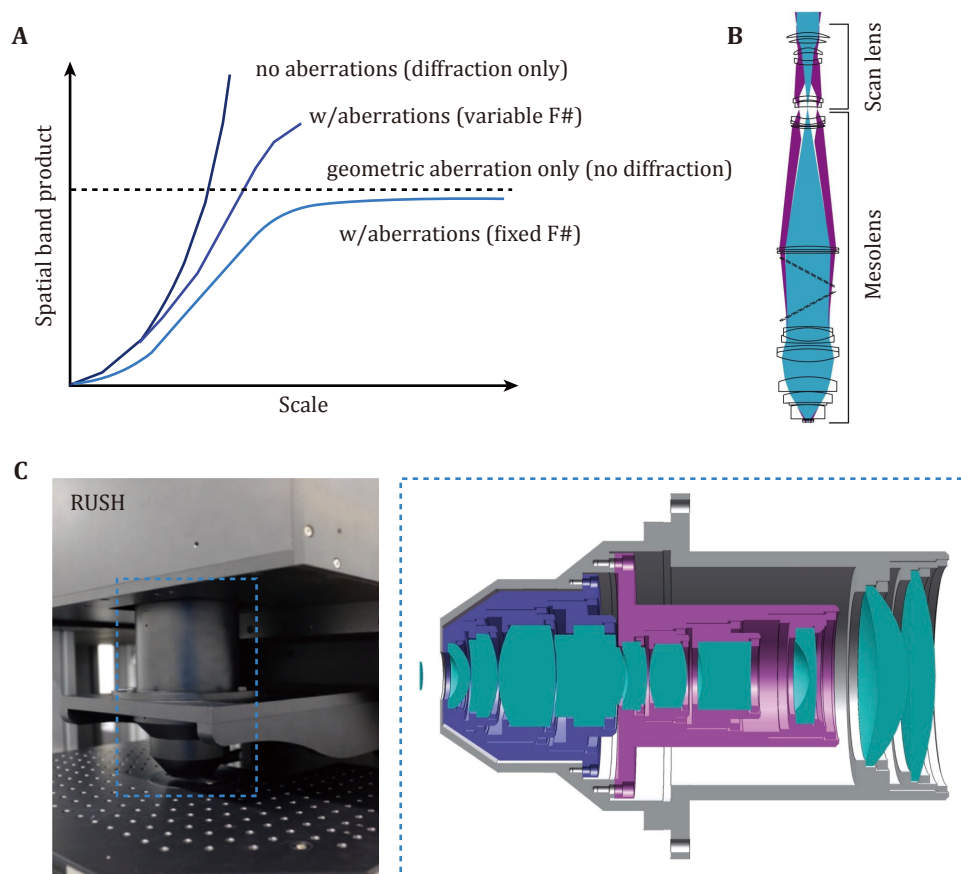 A
no aberrations (diffraction only)
w/aberrations (variable F#)
geometric aberration only (no diffraction)
w/aberrations (fixed F#)
Spatial band product
Scale
B
Scan lens
Mesolens
C
RUSH